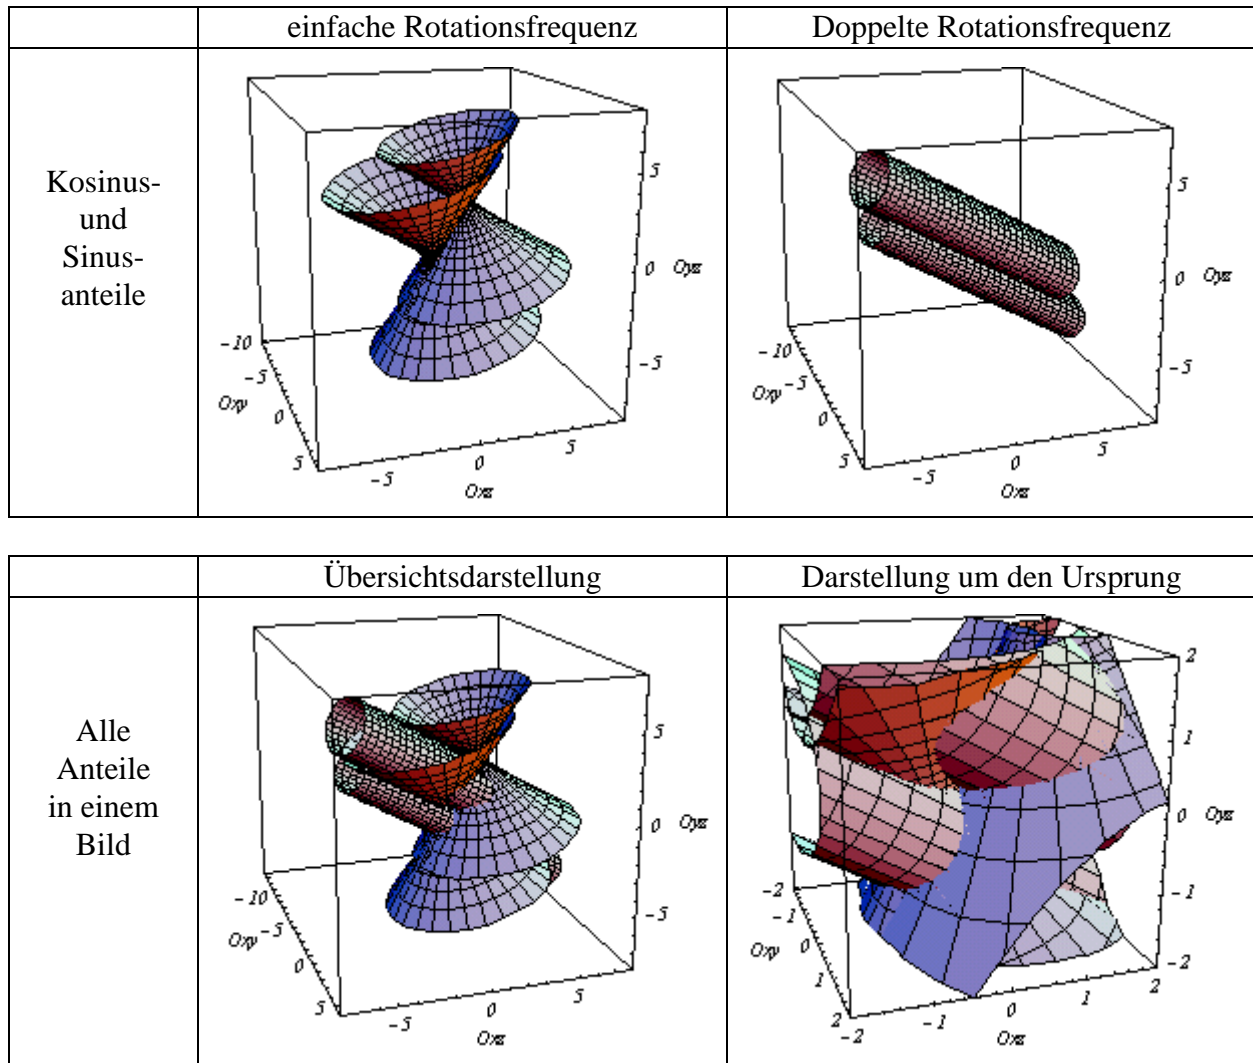 einfache Rotationsfrequenz
Doppelte Rotationsfrequenz
Kosinus-
und
Sinus-
anteile
-10
-5
Oxy
0
5
-5
0
5
Oxz
5
0
Oyz
-5
-10
-5
Oxy
0
5
-5
0
5
Oxz
5
0
Oyz
-5
Übersichtsdarstellung
Darstellung um den Ursprung
Alle
Anteile
in einem
Bild
-10
-5
Oxy
0
5
-5
0
5
Oxz
5
0
Oyz
-5
-2
-1
Oxy
0
1
2
-2
-1
0
1
2
Oxz
2
1
0
Oyz
-1
-2